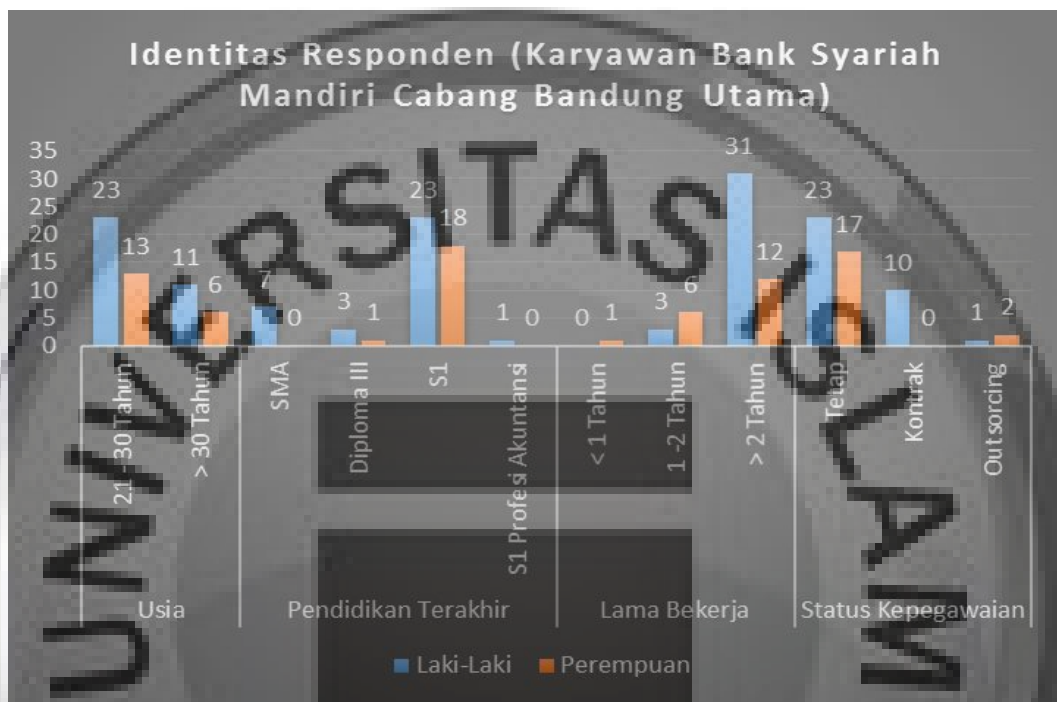 Identitas Responden (Karyawan Bank Syariah
Mandiri Cabang Bandung Utama)
35
30
25
20
15
10
5
0
23
13
11
6
7
0
3
1
23
18
1
0
0
1
3
6
31
12
23
17
10
0
1
2
21 - 30 Tahun
> 30 Tahun
SMA
Diploma III
S1
S1 Profesi Akuntansi
< 1 Tahun
1 -2 Tahun
> 2 Tahun
Tetap
Kontrak
Outsorcing
Usia
Pendidikan Terakhir
Lama Bekerja
Status Kepegawaian
Laki-Laki
Perempuan
UNIVERSITAS ISLAM